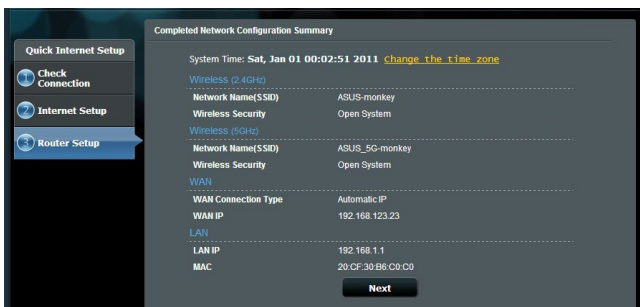 Completed Network Configuration Summary
Quick Internet Setup
1 Check Connection
2 Internet Setup
3 Router Setup
System Time: Sat, Jan 01 00:02:51 2011 Change the time zone
Wireless (2.4GHz)
Network Name(SSID) ASUS-monkey
Wireless Security Open System
Wireless (5GHz)
Network Name(SSID) ASUS_5G-monkey
Wireless Security Open System
WAN
WAN Connection Type Automatic IP
WAN IP 192.168.123.23
LAN
LAN IP 192.168.1.1
MAC 20:CF:30:B6:C0:C0
Next